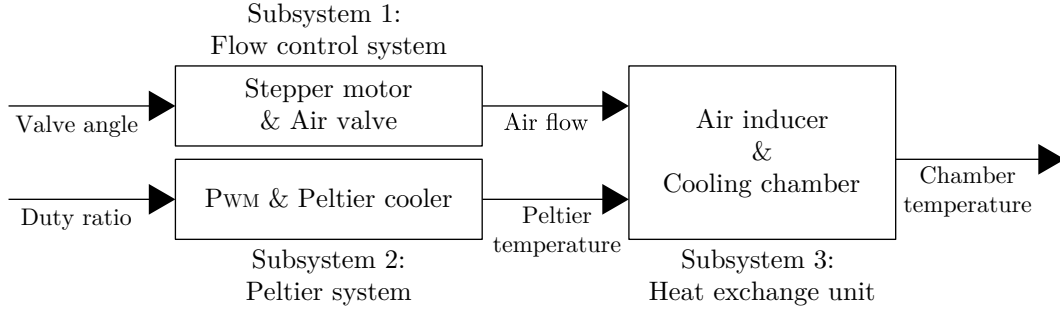 Subsystem 1:
Flow control system
Stepper motor
& Air valve
Valve angle
Air flow
Pwm & Peltier cooler
Duty ratio
Peltier
temperature
Subsystem 2:
Peltier system
Air inducer
&
Cooling chamber
Subsystem 3:
Heat exchange unit
Chamber
temperature